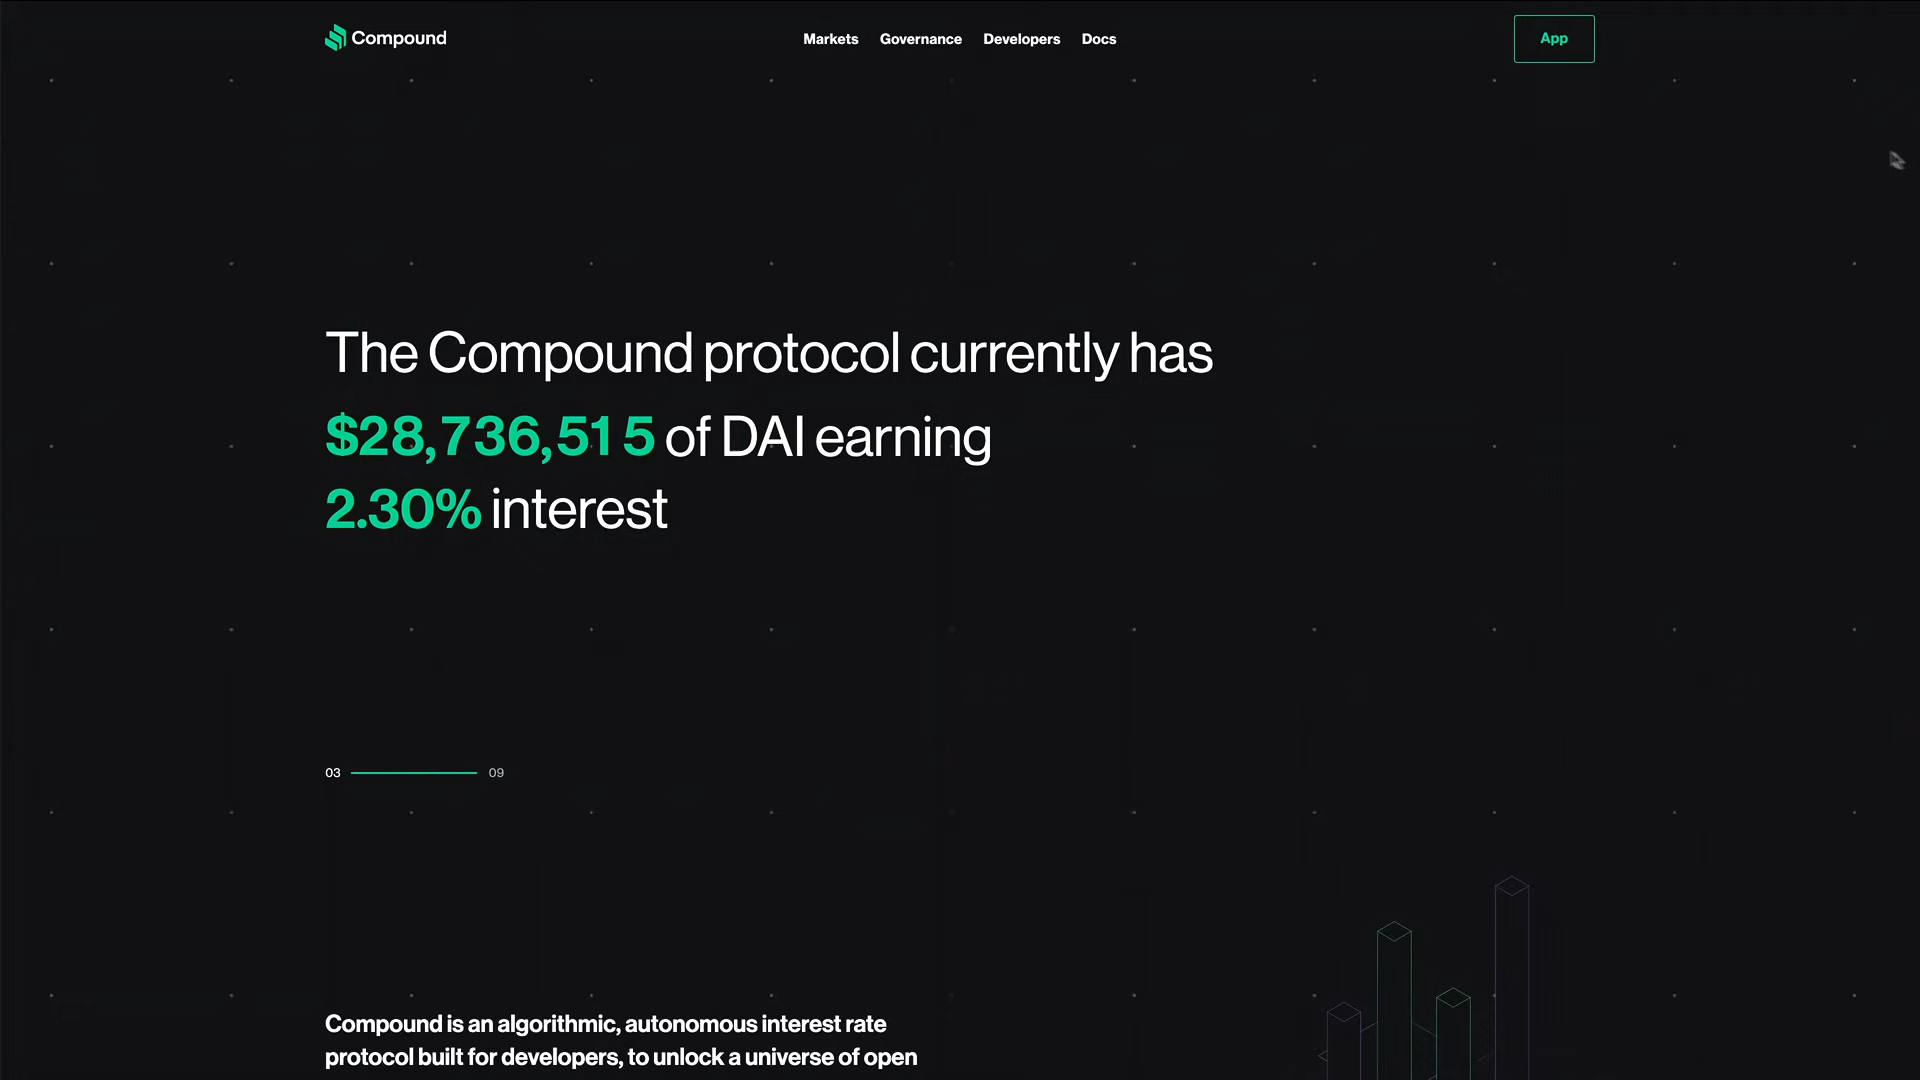 Compound
Markets Governance Developers Docs
App
The Compound protocol currently has
$28,736,515 of DAI earning
2.30% interest
03 09
Compound is an algorithmic, autonomous interest rate
protocol built for developers, to unlock a universe of open